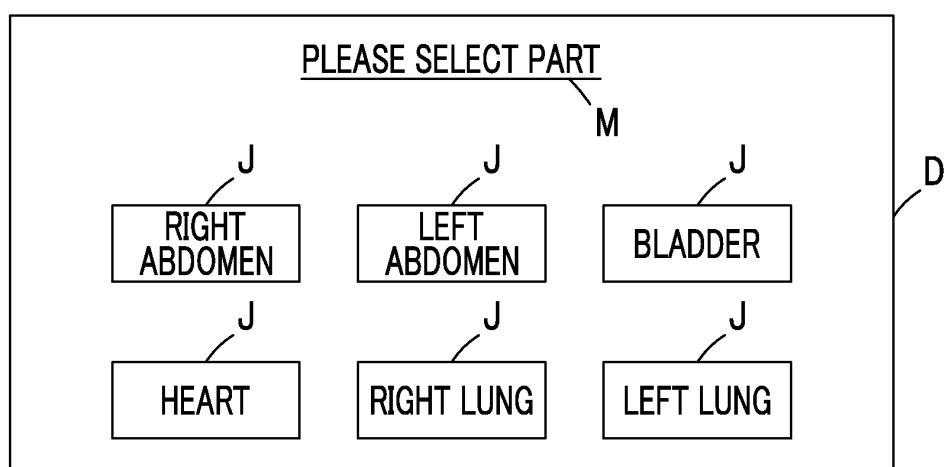 PLEASE SELECT PART
M
D
J
J
J
RIGHT
ABDOMEN
LEFT
ABDOMEN
BLADDER
J
J
J
HEART
RIGHT LUNG
LEFT LUNG